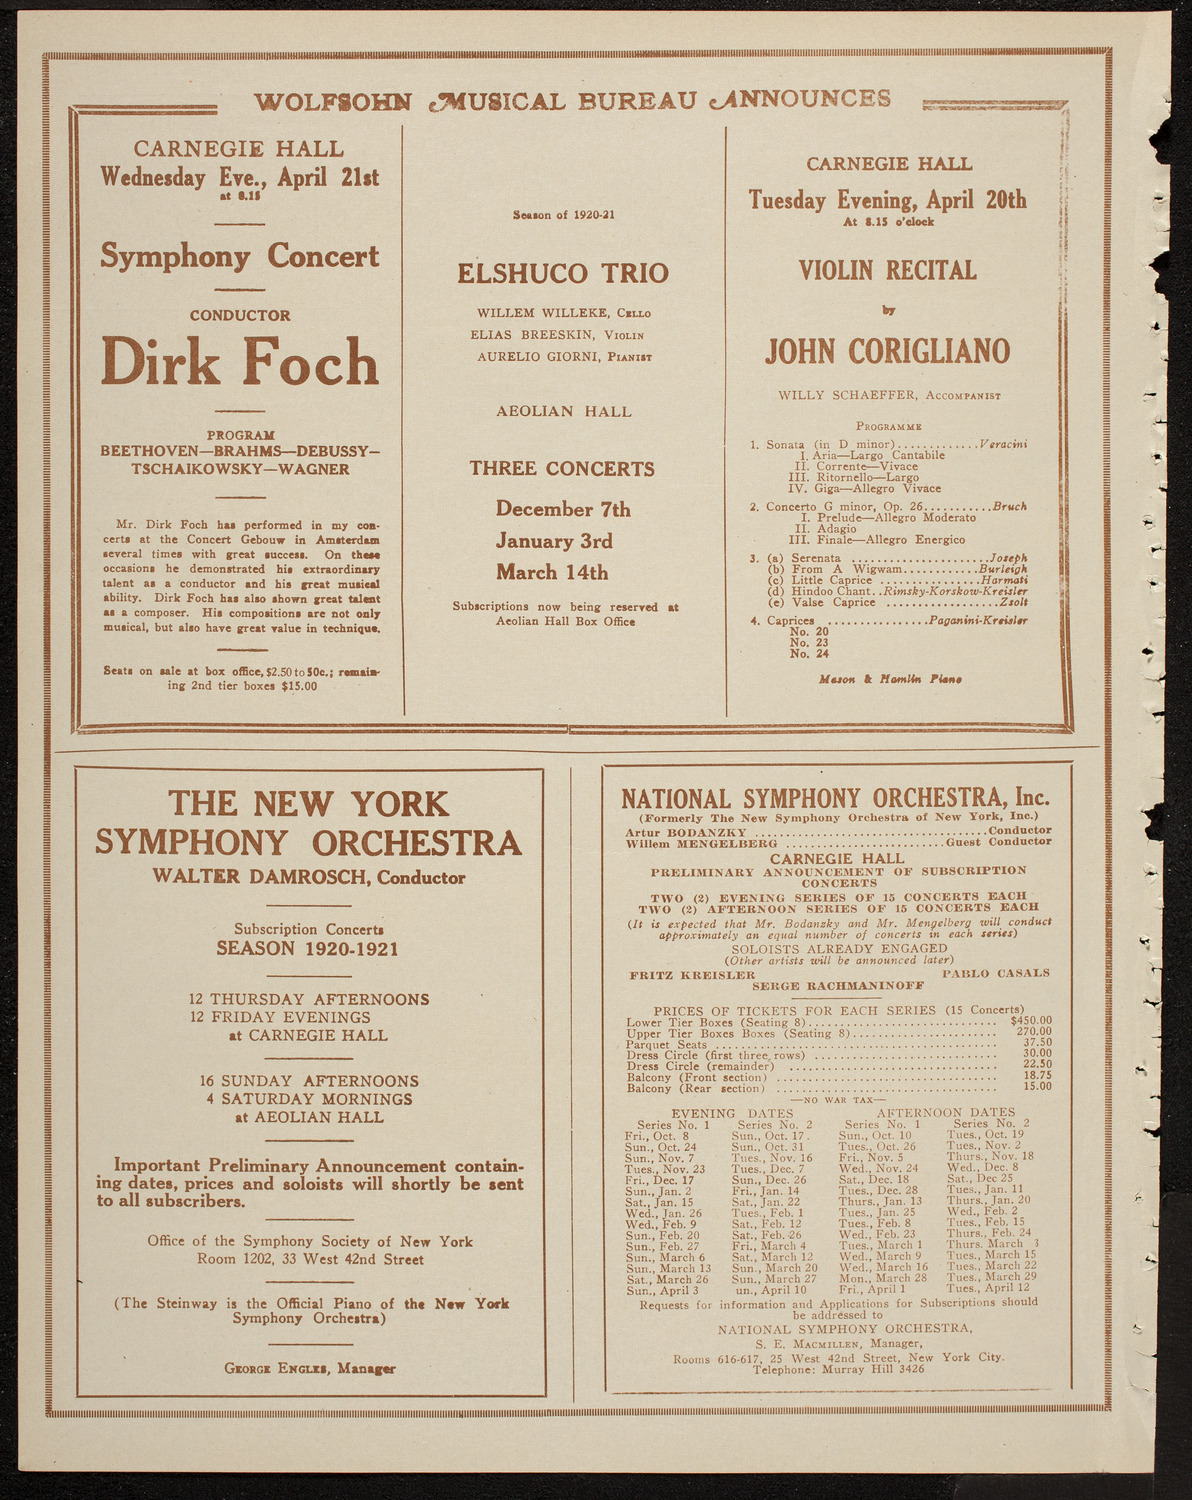 WOLFSOHN MUSICAL BUREAU ANNOUNCES
CARNEGIE HALL
Wednesday Eve., April 21st
at 8.15
Symphony Concert
CONDUCTOR
Dirk Foch
PROGRAM
BEETHOVEN—BRAHMS—DEBUSSY—
TSCHAIKOWSKY—WAGNER
Mr. Dirk Foch has performed in my con-
certs at the Concert Gebouw in Amsterdam
several times with great success. On these
occasions he demonstrated his extraordinary
talent as a conductor and his great musical
ability. Dirk Foch has also shown great talent
as a composer. His compositions are not only
musical, but also have great value in technique.
Seats on sale at box office, $2.50 to 50c.; remain-
ing 2nd tier boxes $15.00
Season of 1920-21
ELSHUCO TRIO
WILLEM WILLEKE, Cello
ELIAS BREESKIN, Violin
AURELIO GIORNI, Pianist
AEOLIAN HALL
THREE CONCERTS
December 7th
January 3rd
March 14th
Subscriptions now being reserved at
Aeolian Hall Box Office
CARNEGIE HALL
Tuesday Evening, April 20th
At 8.15 o'clock
VIOLIN RECITAL
by
JOHN CORIGLIANO
WILLY SCHAEFFER, Accompanist
Programme
1. Sonata (in D minor).............Veracini
I. Aria—Largo Cantabile
II. Corrente—Vivace
III. Ritornello—Largo
IV. Giga—Allegro Vivace
2. Concerto G minor, Op. 26...........Bruch
I. Prelude—Allegro Moderato
II. Adagio
III. Finale—Allegro Energico
3. (a) Serenata ......................Joseph
(b) From A Wigwam............Burleigh
(c) Little Caprice ................Harmati
(d) Hindoo Chant..Rimsky-Korskow-Kreisler
(e) Valse Caprice ..................Zsolt
4. Caprices ................Paganini-Kreisler
No. 20
No. 23
No. 24
Mason & Hamlin Piano
THE NEW YORK
SYMPHONY ORCHESTRA
WALTER DAMROSCH, Conductor
Subscription Concerts
SEASON 1920-1921
12 THURSDAY AFTERNOONS
12 FRIDAY EVENINGS
at CARNEGIE HALL
16 SUNDAY AFTERNOONS
4 SATURDAY MORNINGS
at AEOLIAN HALL
Important Preliminary Announcement contain-
ing dates, prices and soloists will shortly be sent
to all subscribers.
Office of the Symphony Society of New York
Room 1202, 33 West 42nd Street
(The Steinway is the Official Piano of the New York
Symphony Orchestra)
George Engles, Manager
NATIONAL SYMPHONY ORCHESTRA, Inc.
(Formerly The New Symphony Orchestra of New York, Inc.)
Artur BODANZKY .....................................Conductor
Willem MENGELBERG .........................Guest Conductor
CARNEGIE HALL
PRELIMINARY ANNOUNCEMENT OF SUBSCRIPTION
CONCERTS
TWO (2) EVENING SERIES OF 15 CONCERTS EACH
TWO (2) AFTERNOON SERIES OF 15 CONCERTS EACH
(It is expected that Mr. Bodanzky and Mr. Mengelberg will conduct
approximately an equal number of concerts in each series)
SOLOISTS ALREADY ENGAGED
(Other artists will be announced later)
FRITZ KREISLER PABLO CASALS
SERGE RACHMANINOFF
PRICES OF TICKETS FOR EACH SERIES (15 Concerts)
Lower Tier Boxes (Seating 8)............................. $450.00
Upper Tier Boxes Boxes (Seating 8)....................... 270.00
Parquet Seats ........................................... 37.50
Dress Circle (first three rows) ............................ 30.00
Dress Circle (remainder) ................................ 22.50
Balcony (Front section) .................................. 18.75
Balcony (Rear section) .................................. 15.00
—NO WAR TAX—
EVENING DATES AFTERNOON DATES
Series No. 1 Series No. 2 Series No. 1 Series No. 2
Fri., Oct. 8 Sun., Oct. 17. Sun., Oct. 10 Tues., Oct. 19
Sun., Oct. 24 Sun., Oct. 31 Tues., Oct. 26 Tues., Nov. 2
Sun., Nov. 7 Tues., Nov. 16 Fri., Nov. 5 Thurs., Nov. 18
Tues., Nov. 23 Tues., Dec. 7 Wed., Nov. 24 Wed., Dec. 8
Fri., Dec. 17 Sun., Dec. 26 Sat., Dec. 18 Sat., Dec 25
Sun., Jan. 2 Fri., Jan. 14 Tues., Dec. 28 Tues., Jan. 11
Sat., Jan. 15 Sat., Jan. 22 Thurs., Jan. 13 Thurs., Jan. 20
Wed., Jan. 26 Tues., Feb. 1 Tues., Jan. 25 Wed., Feb. 2
Wed., Feb. 9 Sat., Feb. 12 Tues., Feb. 8 Tues., Feb. 15
Sun., Feb. 20 Sat., Feb. 26 Wed., Feb. 23 Thurs., Feb. 24
Sun., Feb. 27 Fri., March 4 Tues., March 1 Thurs. March 3
Sun., March 6 Sat., March 12 Wed., March 9 Tues., March 15
Sun., March 13 Sun., March 20 Wed., March 16 Tues., March 22
Sat., March 26 Sun., March 27 Mon., March 28 Tues., March 29
Sun., April 3 un., April 10 Fri., April 1 Tues., April 12
Requests for information and Applications for Subscriptions should
be addressed to
NATIONAL SYMPHONY ORCHESTRA,
S. E. Macmillen, Manager,
Rooms 616-617, 25 West 42nd Street, New York City.
Telephone: Murray Hill 3426